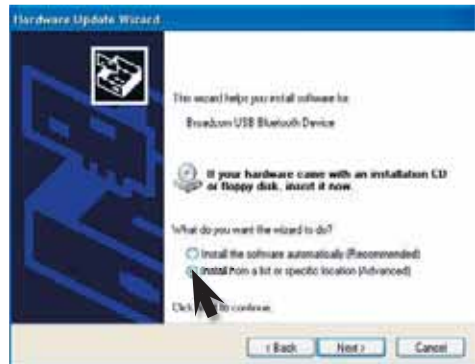 Hardware Update Wizard
This wizard helps you install software for:
Broadcom USB Bluetooth Device
If your hardware came with an installation CD
or floppy disk, insert it now.
What do you want the wizard to do?
Install the software automatically (Recommended)
Install from a list or specific location (Advanced)
Click to continue.
< Back
Next >
Cancel